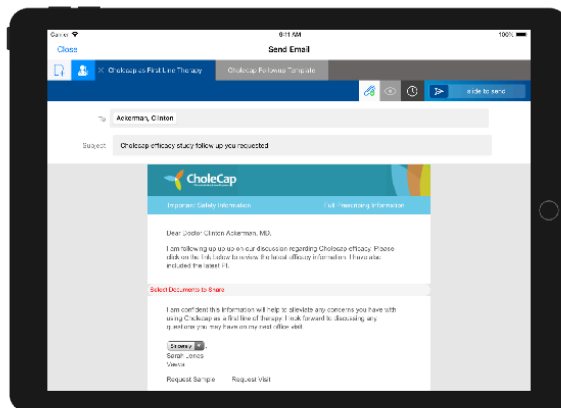 Carrier
6:11 AM
100%
Close
Send Email
Cholecap as First Line Therapy
Cholecap Followup Template
slide to send
To
Ackerman, Clinton
Subject
Cholecap efficacy study follow up you requested
CholeCap
Important Safety Information
Full Prescribing Information
Dear Doctor Clinton Ackerman, MD,
I am following up up up on our discussion regarding Cholecap efficacy. Please
click on the link below to review the latest efficacy information. I have also
included the latest PI.
Select Documents to Share
I am confident this information will help to alleviate any concerns you have with
using Cholecap as a first line of therapy. I look forward to discussing any
questions you may have on my next office visit.
Sincerely
Sarah Jones
Veeva
Request Sample
Request Visit